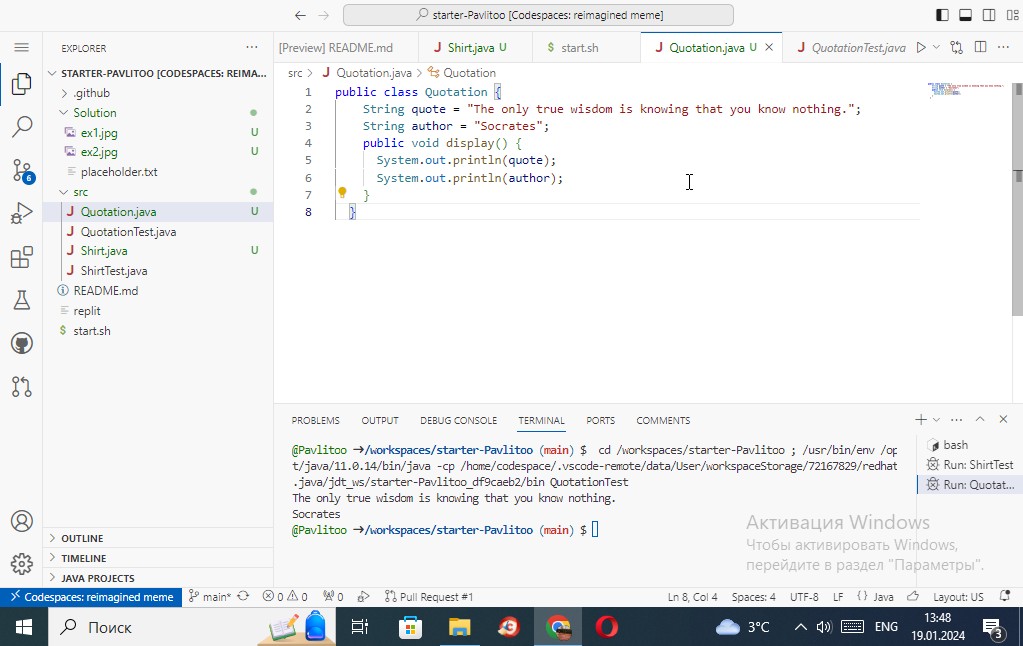 starter-Pavlitoo [Codespaces: reimagined meme]
EXPLORER
[Preview] README.md
J Shirt.java U
$ start.sh
J Quotation.java U
J QuotationTest.java
STARTER-PAVLITOO [CODESPACES: REIMA...
.github
Solution
ex1.jpg U
ex2.jpg U
placeholder.txt
src
J Quotation.java U
J QuotationTest.java
J Shirt.java U
J ShirtTest.java
README.md
replit
$ start.sh
OUTLINE
TIMELINE
JAVA PROJECTS
src > J Quotation.java > Quotation
1 public class Quotation {
2 String quote = "The only true wisdom is knowing that you know nothing.";
3 String author = "Socrates";
4 public void display() {
5 System.out.println(quote);
6 System.out.println(author);
7 }
8 }
PROBLEMS OUTPUT DEBUG CONSOLE TERMINAL PORTS COMMENTS
@Pavlitoo ➜/workspaces/starter-Pavlitoo (main) $ cd /workspaces/starter-Pavlitoo ; /usr/bin/env /op
t/java/11.0.14/bin/java -cp /home/codespace/.vscode-remote/data/User/workspaceStorage/72167829/redhat
.java/jdt_ws/starter-Pavlitoo_df9caeb2/bin QuotationTest
The only true wisdom is knowing that you know nothing.
Socrates
@Pavlitoo ➜/workspaces/starter-Pavlitoo (main) $
bash
Run: ShirtTest
Run: Quotat...
Активация Windows
Чтобы активировать Windows,
перейдите в раздел "Параметры".
6
Codespaces: reimagined meme main* 0 0 0 Pull Request #1 Ln 8, Col 4 Spaces: 4 UTF-8 LF {} Java Layout: US
Поиск
3°C
ENG
13:48
19.01.2024
3